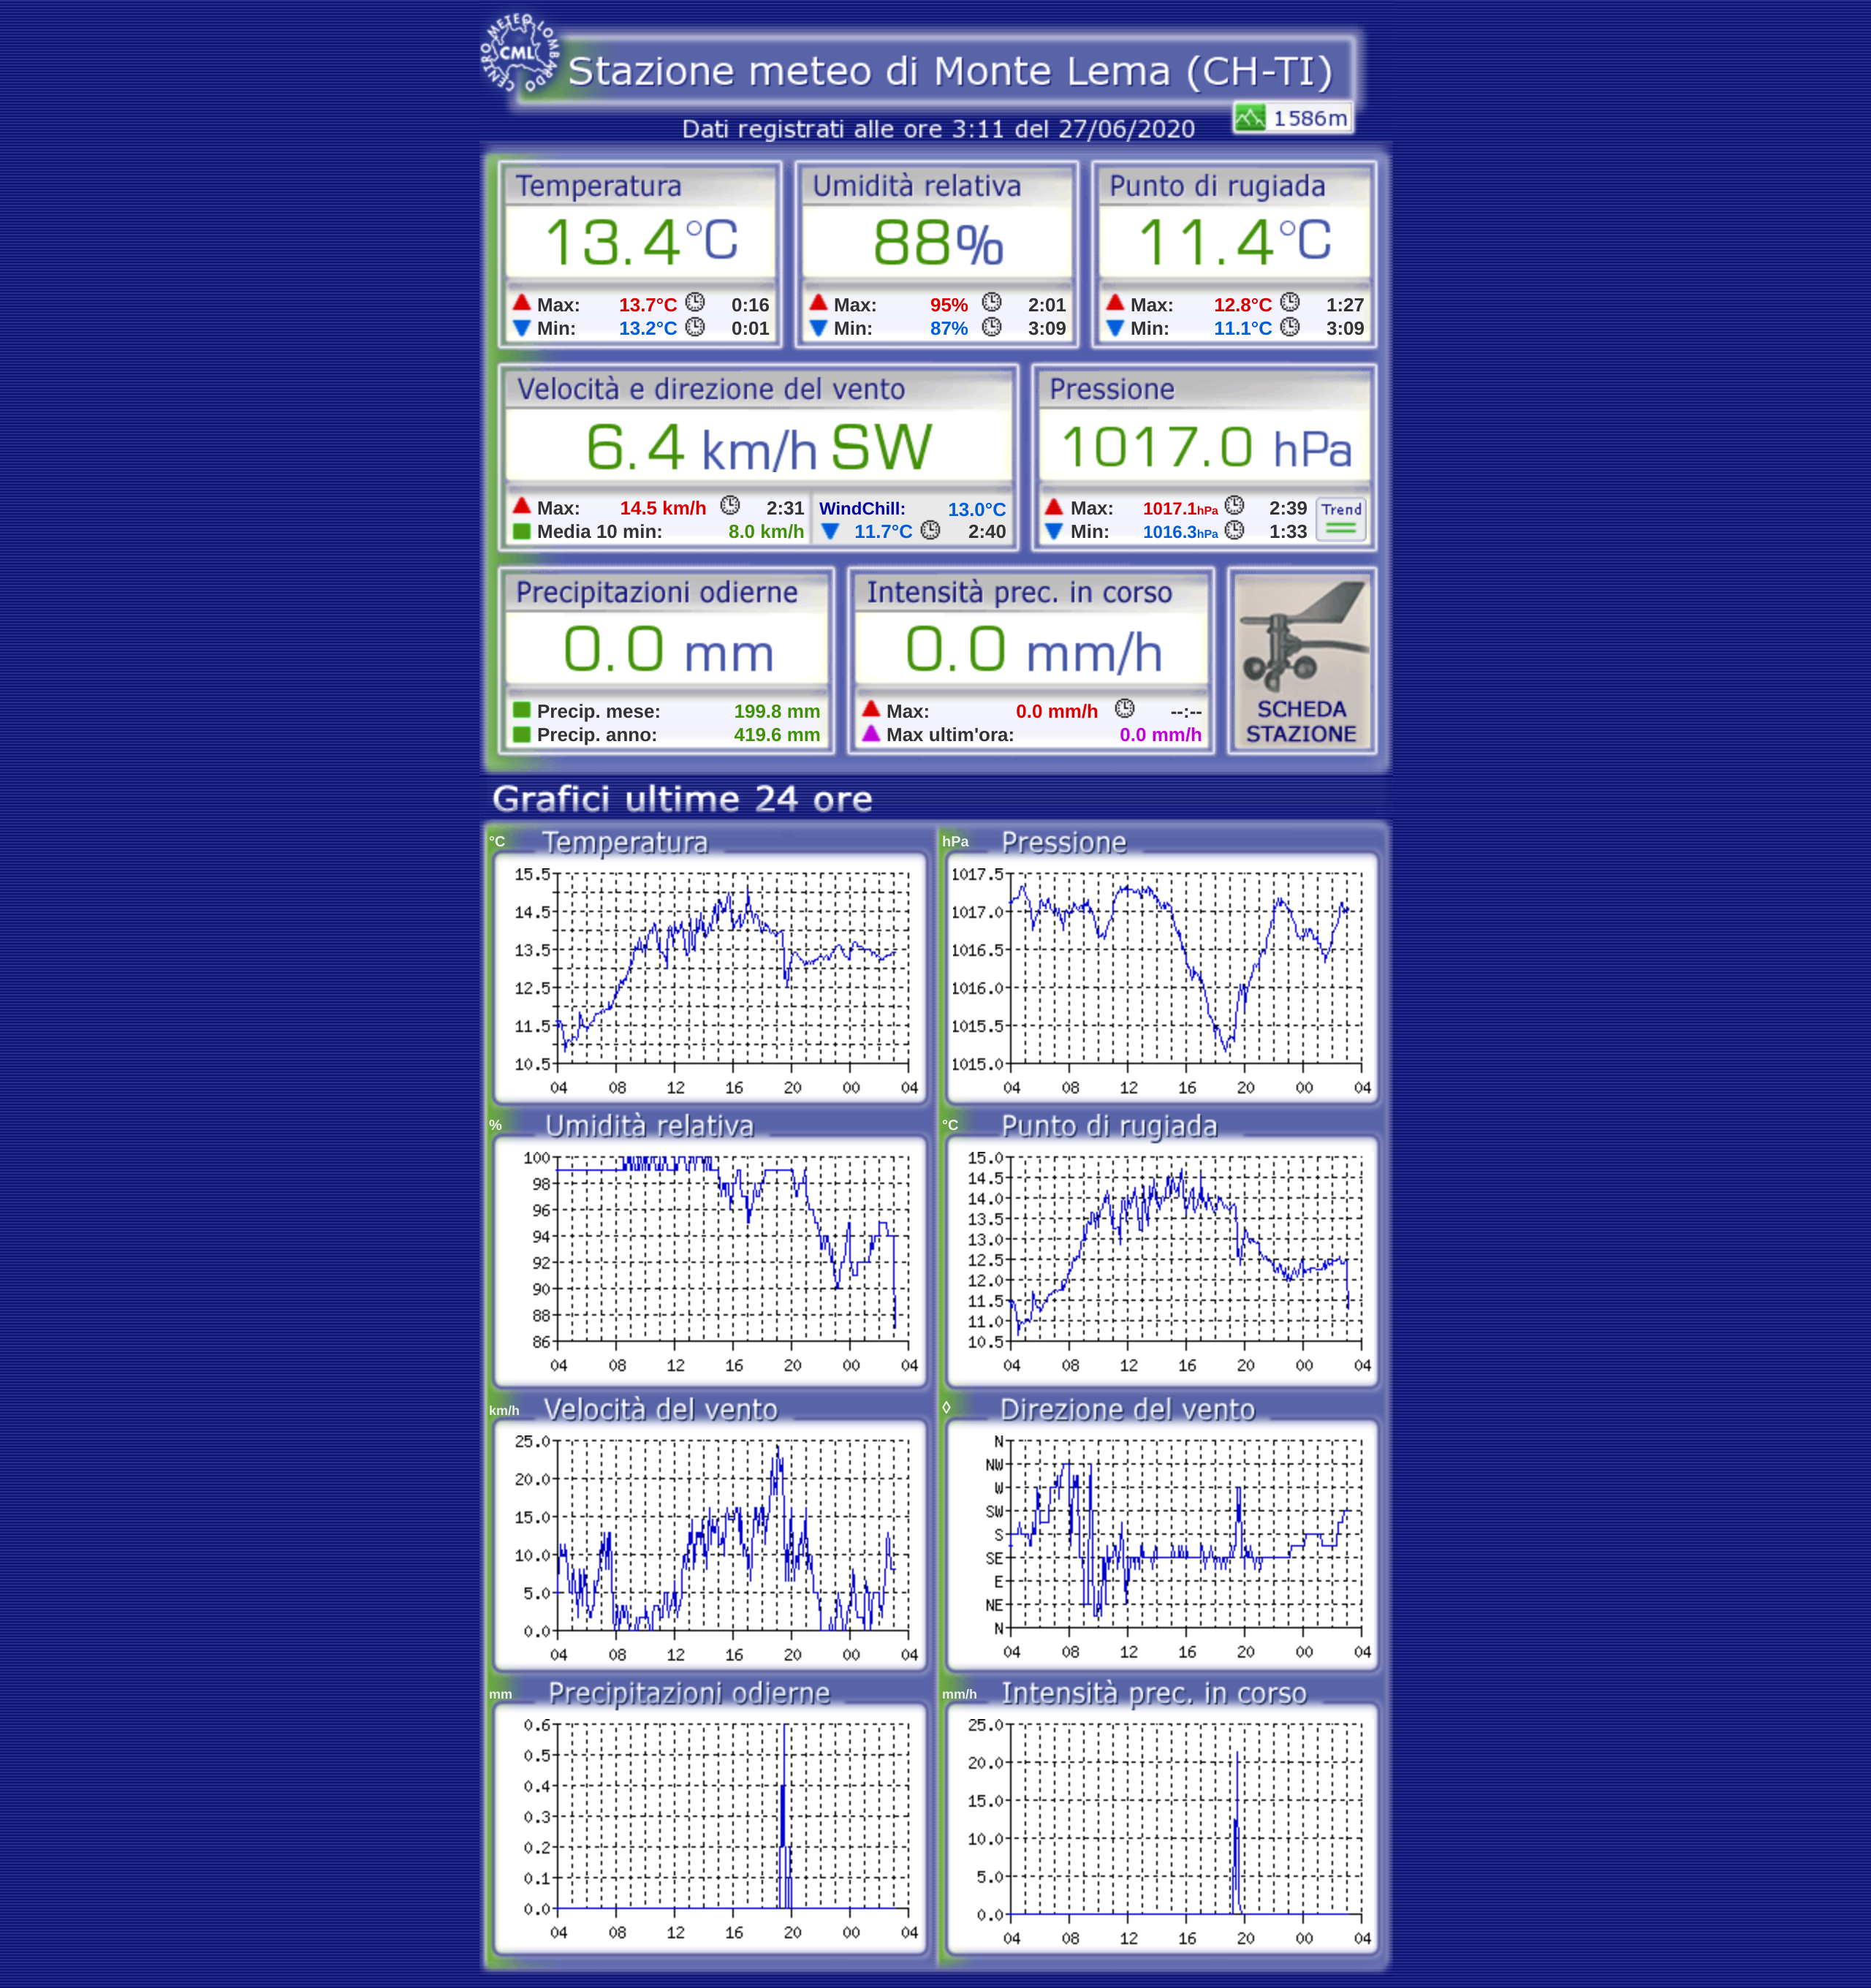 CENTRO METEO LOMBARDO
CML
Stazione meteo di Monte Lema (CH-TI)
1586m
Dati registrati alle ore 3:11 del 27/06/2020
Temperatura Umidità relativa Punto di rugiada
13.4°C 88% 11.4°C
Max: 13.7°C 0:16 Max: 95% 2:01 Max: 12.8°C 1:27
Min: 13.2°C 0:01 Min: 87% 3:09 Min: 11.1°C 3:09
Velocità e direzione del vento Pressione
6.4 km/h SW 1017.0 hPa
Max: 14.5 km/h 2:31 WindChill: 13.0°C Max: 1017.1hPa 2:39 Trend
Media 10 min: 8.0 km/h 11.7°C 2:40 Min: 1016.3hPa 1:33
Precipitazioni odierne Intensità prec. in corso
0.0 mm 0.0 mm/h
Precip. mese: 199.8 mm Max: 0.0 mm/h --:-- SCHEDA
Precip. anno: 419.6 mm Max ultim'ora: 0.0 mm/h STAZIONE
Grafici ultime 24 ore
°C Temperatura
15.5
14.5
13.5
12.5
11.5
10.5
04 08 12 16 20 00 04
hPa Pressione
1017.5
1017.0
1016.5
1016.0
1015.5
1015.0
04 08 12 16 20 00 04
% Umidità relativa
100
98
96
94
92
90
88
86
04 08 12 16 20 00 04
°C Punto di rugiada
15.0
14.5
14.0
13.5
13.0
12.5
12.0
11.5
11.0
10.5
04 08 12 16 20 00 04
km/h Velocità del vento
25.0
20.0
15.0
10.0
5.0
0.0
04 08 12 16 20 00 04
◊ Direzione del vento
N
NW
W
SW
S
SE
E
NE
N
04 08 12 16 20 00 04
mm Precipitazioni odierne
0.6
0.5
0.4
0.3
0.2
0.1
0.0
04 08 12 16 20 00 04
mm/h Intensità prec. in corso
25.0
20.0
15.0
10.0
5.0
0.0
04 08 12 16 20 00 04